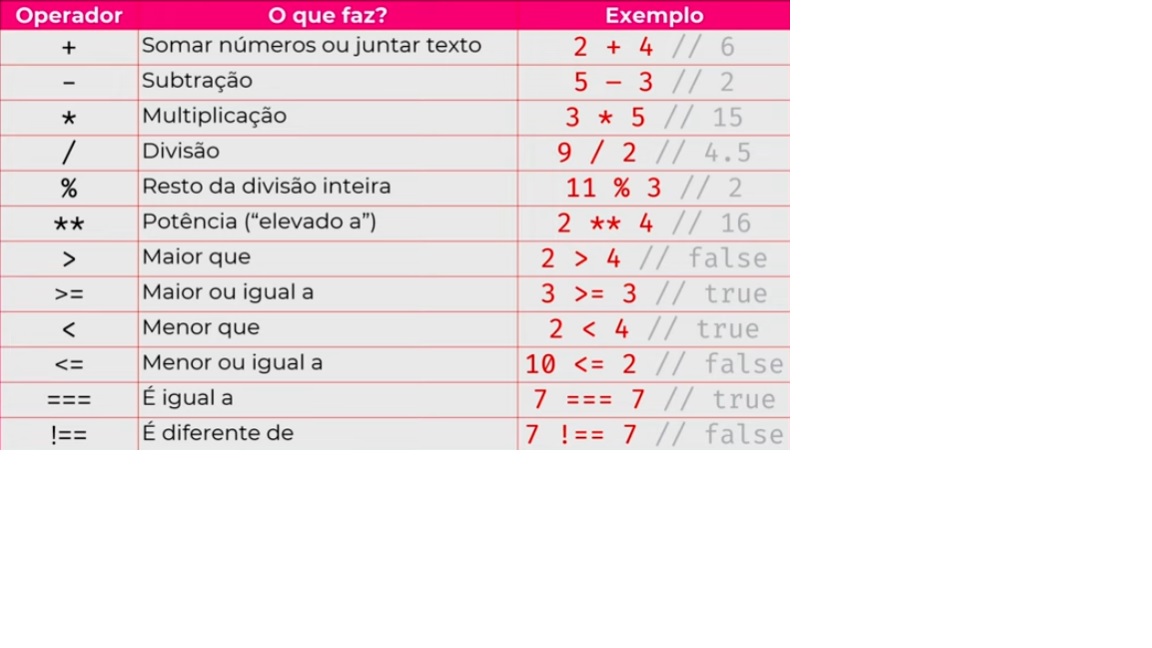 Operador O que faz? Exemplo
+ Somar números ou juntar texto 2 + 4 // 6
- Subtração 5 - 3 // 2
* Multiplicação 3 * 5 // 15
/ Divisão 9 / 2 // 4.5
% Resto da divisão inteira 11 % 3 // 2
** Potência (“elevado a”) 2 ** 4 // 16
> Maior que 2 > 4 // false
>= Maior ou igual a 3 >= 3 // true
< Menor que 2 < 4 // true
<= Menor ou igual a 10 <= 2 // false
=== É igual a 7 === 7 // true
!== É diferente de 7 !== 7 // false